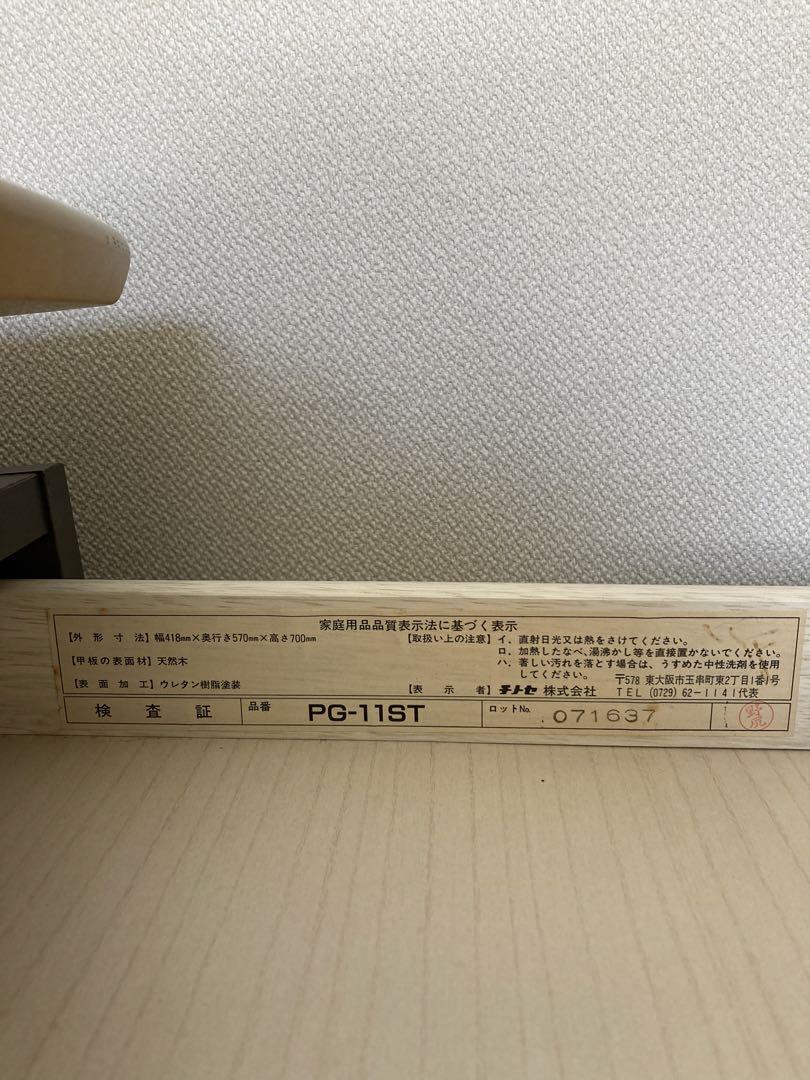 家庭用品品質表示法に基づく表示
【外形寸法】幅418mm×奥行き570mm×高さ700mm
【甲板の表面材】天然木
【表面加工】ウレタン樹脂塗装
【取扱い上の注意】イ．直射日光又は熱をさけてください。
ロ．加熱したなべ、湯沸かし等を直接置かないでください。
ハ．著しい汚れを落とす場合は、うすめた中性洗剤を使用
してください。
【表示者】チトセ株式会社
〒578 東大阪市玉串町東2丁目1番1号
TEL (0729) 62-1141代表
検査証 品番 PG-11ST ロットNo. 071637